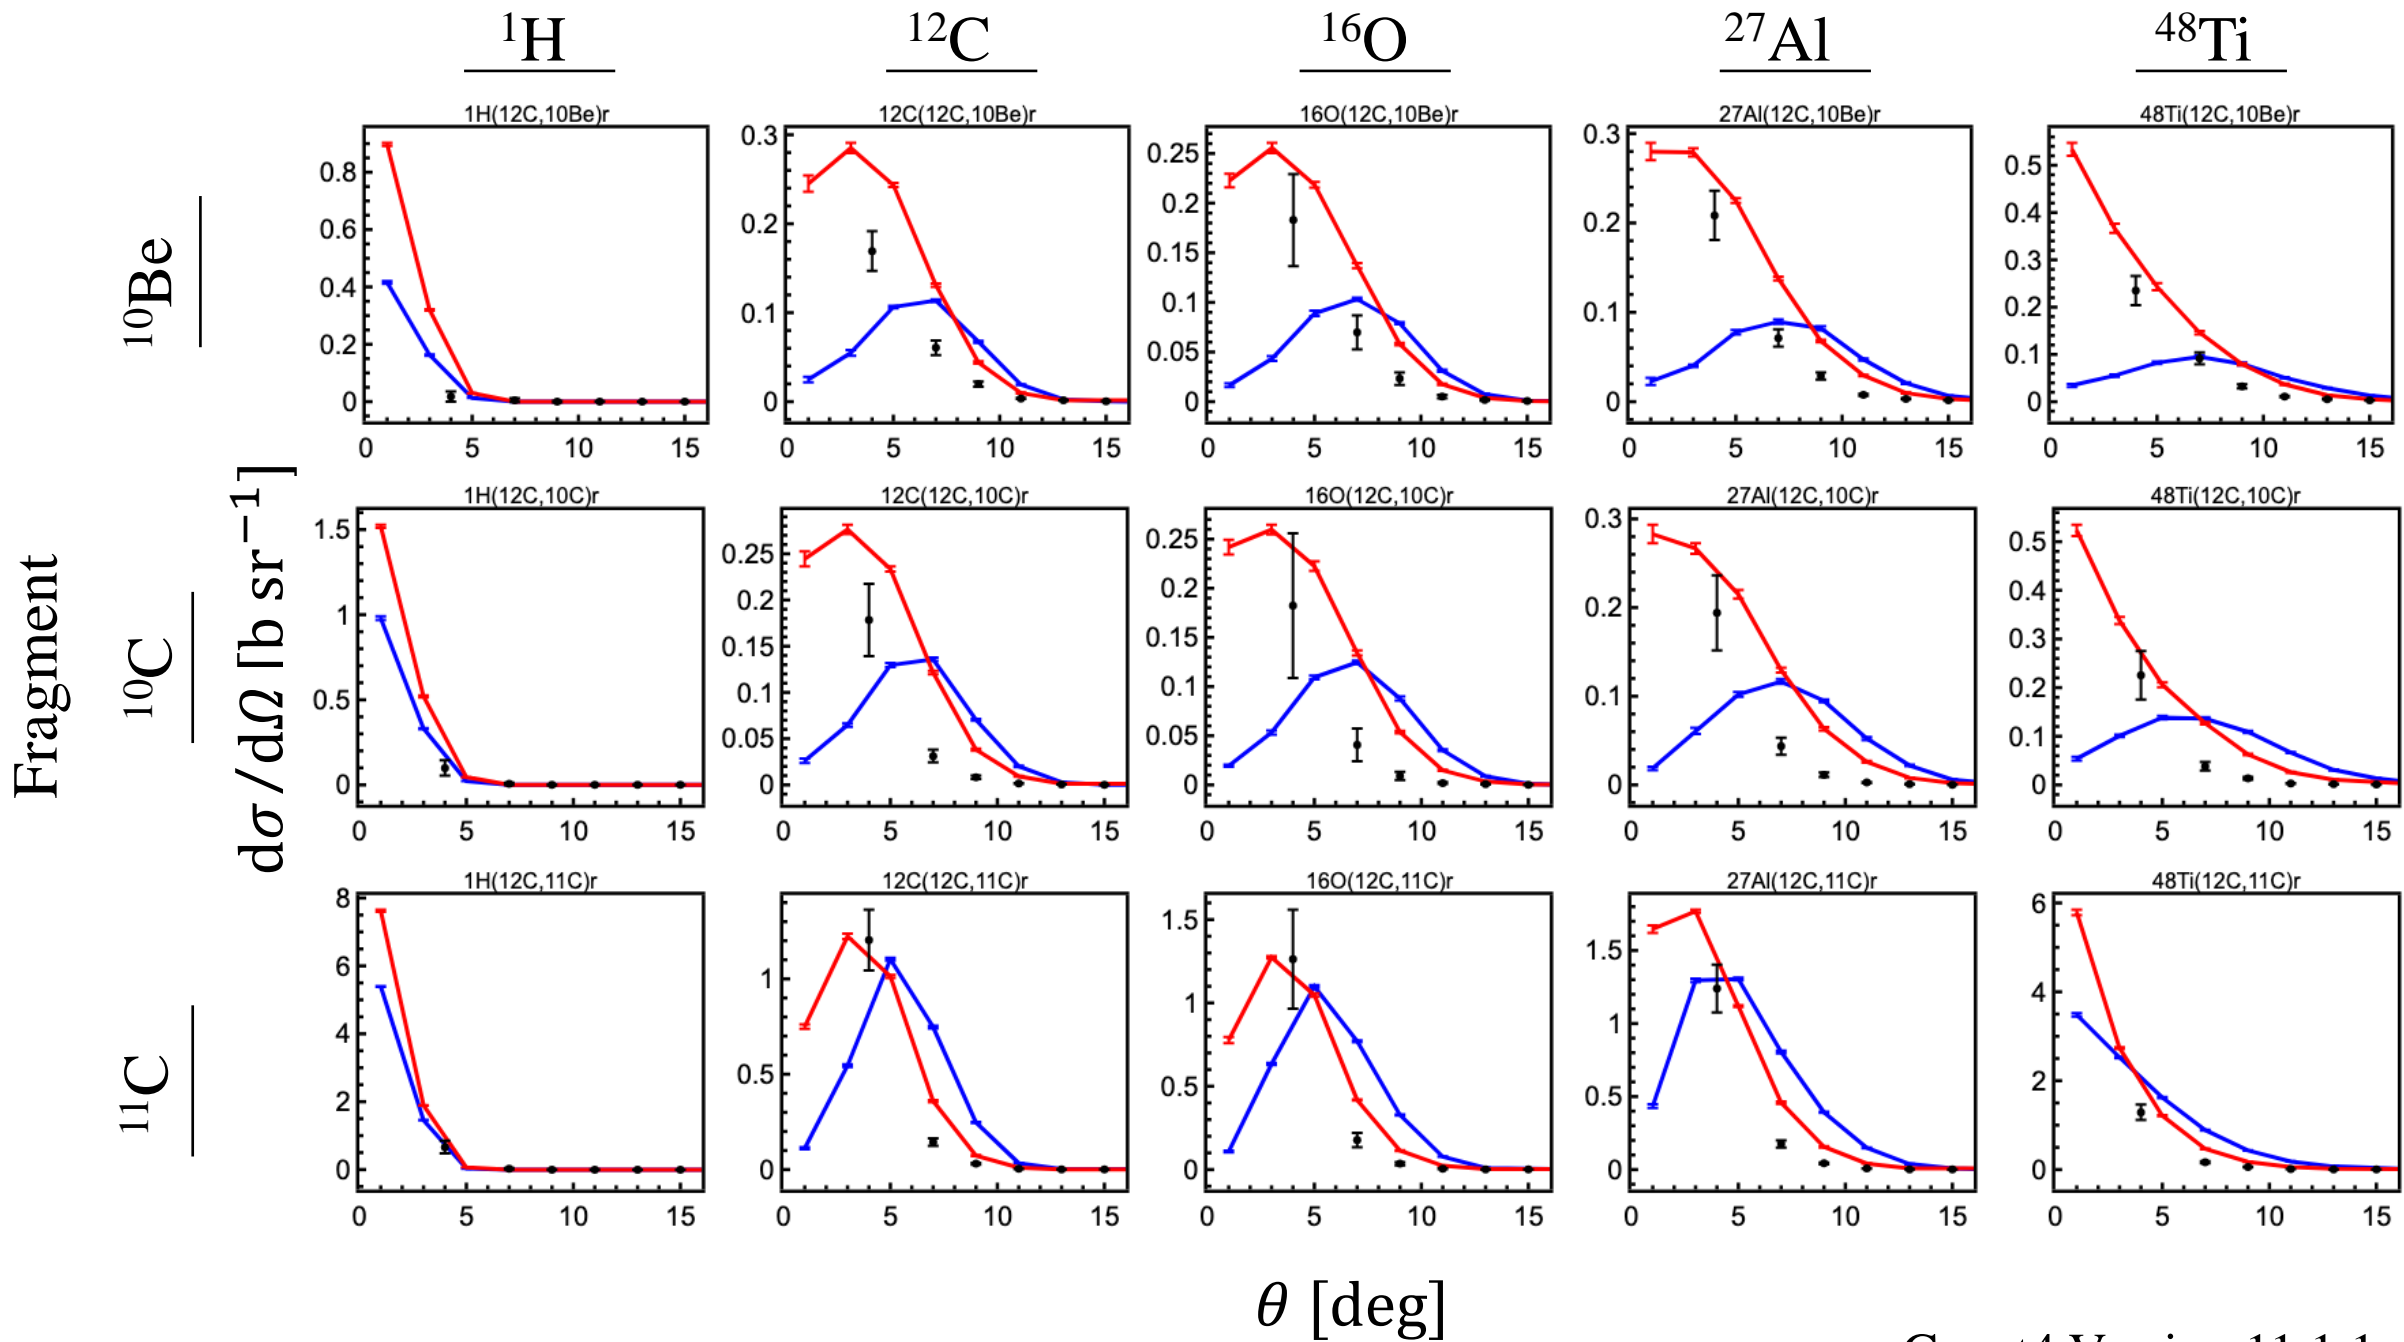 ¹H ¹²C ¹⁶O ²⁷Al ⁴⁸Ti
1H(12C,10Be)r 12C(12C,10Be)r 16O(12C,10Be)r 27Al(12C,10Be)r 48Ti(12C,10Be)r
¹⁰Be
0.8 0.6 0.4 0.2 0
0.3 0.2 0.1 0
0.25 0.2 0.15 0.1 0.05 0
0.3 0.2 0.1 0
0.5 0.4 0.3 0.2 0.1 0
0 5 10 15 0 5 10 15 0 5 10 15 0 5 10 15 0 5 10 15
Fragment
dσ/dΩ [b sr⁻¹]
1H(12C,10C)r 12C(12C,10C)r 16O(12C,10C)r 27Al(12C,10C)r 48Ti(12C,10C)r
¹⁰C
1.5 1 0.5 0
0.25 0.2 0.15 0.1 0.05 0
0.25 0.2 0.15 0.1 0.05 0
0.3 0.2 0.1 0
0.5 0.4 0.3 0.2 0.1 0
0 5 10 15 0 5 10 15 0 5 10 15 0 5 10 15 0 5 10 15
1H(12C,11C)r 12C(12C,11C)r 16O(12C,11C)r 27Al(12C,11C)r 48Ti(12C,11C)r
¹¹C
8 6 4 2 0
1 0.5 0
1.5 1 0.5 0
1.5 1 0.5 0
6 4 2 0
0 5 10 15 0 5 10 15 0 5 10 15 0 5 10 15 0 5 10 15
θ [deg]